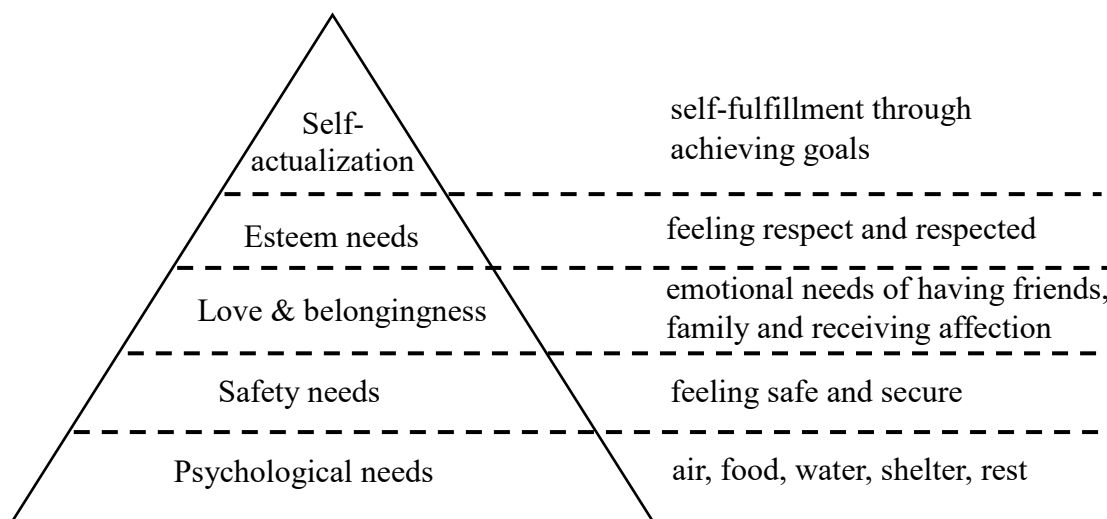 Self-
actualization
self-fulfillment through
achieving goals
Esteem needs
feeling respect and respected
Love & belongingness
emotional needs of having friends,
family and receiving affection
Safety needs
feeling safe and secure
Psychological needs
air, food, water, shelter, rest